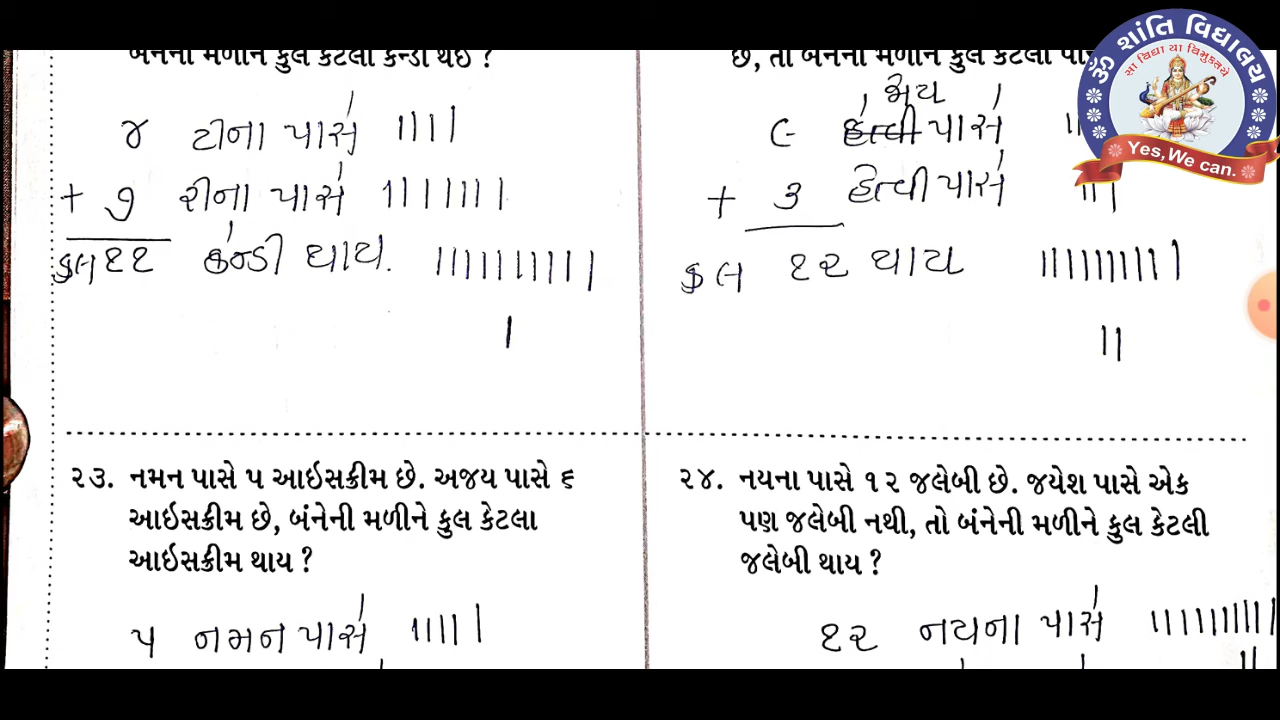 બંનેની મળીને કુલ કેટલી કેન્ડી થઈ ?
૪ ટીના પાસે
+ ૭ રીના પાસે
કુલ ૧૧ કેન્ડી થાય.
છે, તો બંનેની મળીને કુલ કેટલી
૯ પાસે
+ ૩ હેત્વી પાસે
કુલ ૧૨ થાય
૨૩. નમન પાસે ૫ આઇસક્રીમ છે. અજય પાસે ૬
આઇસક્રીમ છે, બંનેની મળીને કુલ કેટલા
આઇસક્રીમ થાય ?
૫ નમન પાસે
૨૪. નયના પાસે ૧૨ જલેબી છે. જયેશ પાસે એક
પણ જલેબી નથી, તો બંનેની મળીને કુલ કેટલી
જલેબી થાય ?
૧૨ નયના પાસે
ૐ શાંતિ વિદ્યાલય
સા વિદ્યા યા વિમુક્તયે
Yes, We can.